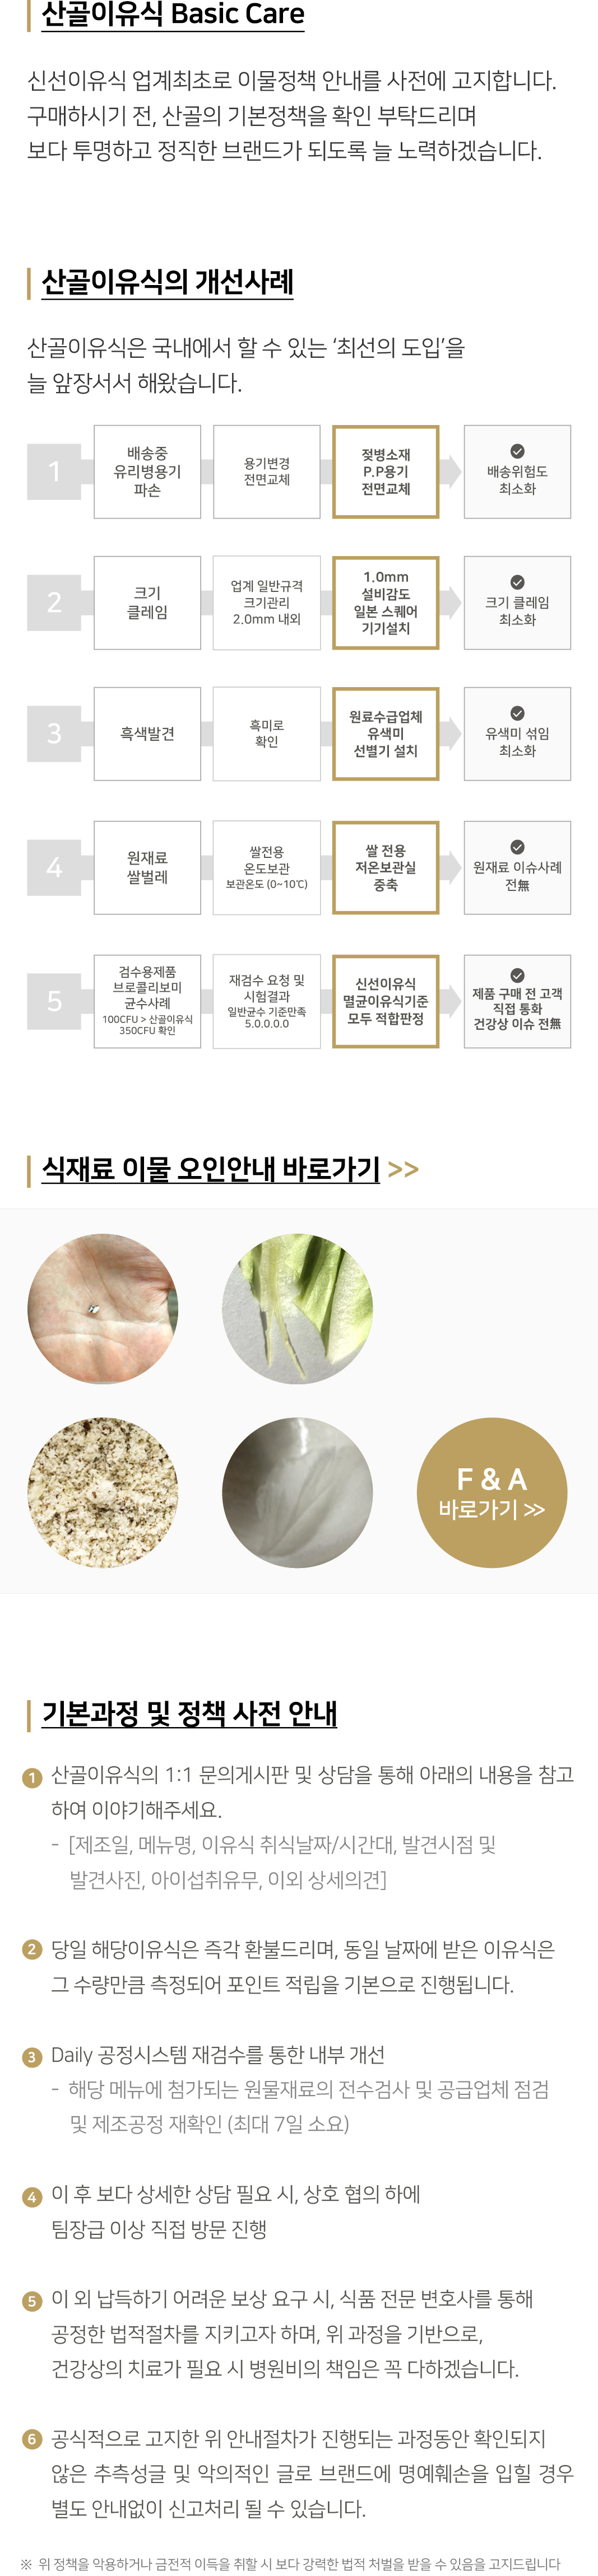 산골이유식 Basic Care
신선이유식 업계최초로 이물정책 안내를 사전에 고지합니다.
구매하시기 전, 산골의 기본정책을 확인 부탁드리며
보다 투명하고 정직한 브랜드가 되도록 늘 노력하겠습니다.
산골이유식의 개선사례
산골이유식은 국내에서 할 수 있는 ‘최선의 도입’을
늘 앞장서서 해왔습니다.
1
배송중
유리병용기
파손
용기변경
전면교체
젖병소재
P.P용기
전면교체
배송위험도
최소화
2
크기
클레임
업계 일반규격
크기관리
2.0mm 내외
1.0mm
설비감도
일본 스퀘어
기기설치
크기 클레임
최소화
3
흑색발견
흑미로
확인
원료수급업체
유색미
선별기 설치
유색미 섞임
최소화
4
원재료
쌀벌레
쌀전용
온도보관
보관온도 (0~10℃)
쌀 전용
저온보관실
증축
원재료 이슈사례
전無
5
검수용제품
브로콜리보미
균수사례
100CFU > 산골이유식
350CFU 확인
재검수 요청 및
시험결과
일반균수 기준만족
5.0.0.0.0
신선이유식
멸균이유식기준
모두 적합판정
제품 구매 전 고객
직접 통화
건강상 이슈 전無
식재료 이물 오인안내 바로가기 >>
F & A
바로가기 >>
기본과정 및 정책 사전 안내
1 산골이유식의 1:1 문의게시판 및 상담을 통해 아래의 내용을 참고
하여 이야기해주세요.
- [제조일, 메뉴명, 이유식 취식날짜/시간대, 발견시점 및
발견사진, 아이섭취유무, 이외 상세의견]
2 당일 해당이유식은 즉각 환불드리며, 동일 날짜에 받은 이유식은
그 수량만큼 측정되어 포인트 적립을 기본으로 진행됩니다.
3 Daily 공정시스템 재검수를 통한 내부 개선
- 해당 메뉴에 첨가되는 원물재료의 전수검사 및 공급업체 점검
및 제조공정 재확인 (최대 7일 소요)
4 이 후 보다 상세한 상담 필요 시, 상호 협의 하에
팀장급 이상 직접 방문 진행
5 이 외 납득하기 어려운 보상 요구 시, 식품 전문 변호사를 통해
공정한 법적절차를 지키고자 하며, 위 과정을 기반으로,
건강상의 치료가 필요 시 병원비의 책임은 꼭 다하겠습니다.
6 공식적으로 고지한 위 안내절차가 진행되는 과정동안 확인되지
않은 추측성글 및 악의적인 글로 브랜드에 명예훼손을 입힐 경우
별도 안내없이 신고처리 될 수 있습니다.
※ 위 정책을 악용하거나 금전적 이득을 취할 시 보다 강력한 법적 처벌을 받을 수 있음을 고지드립니다